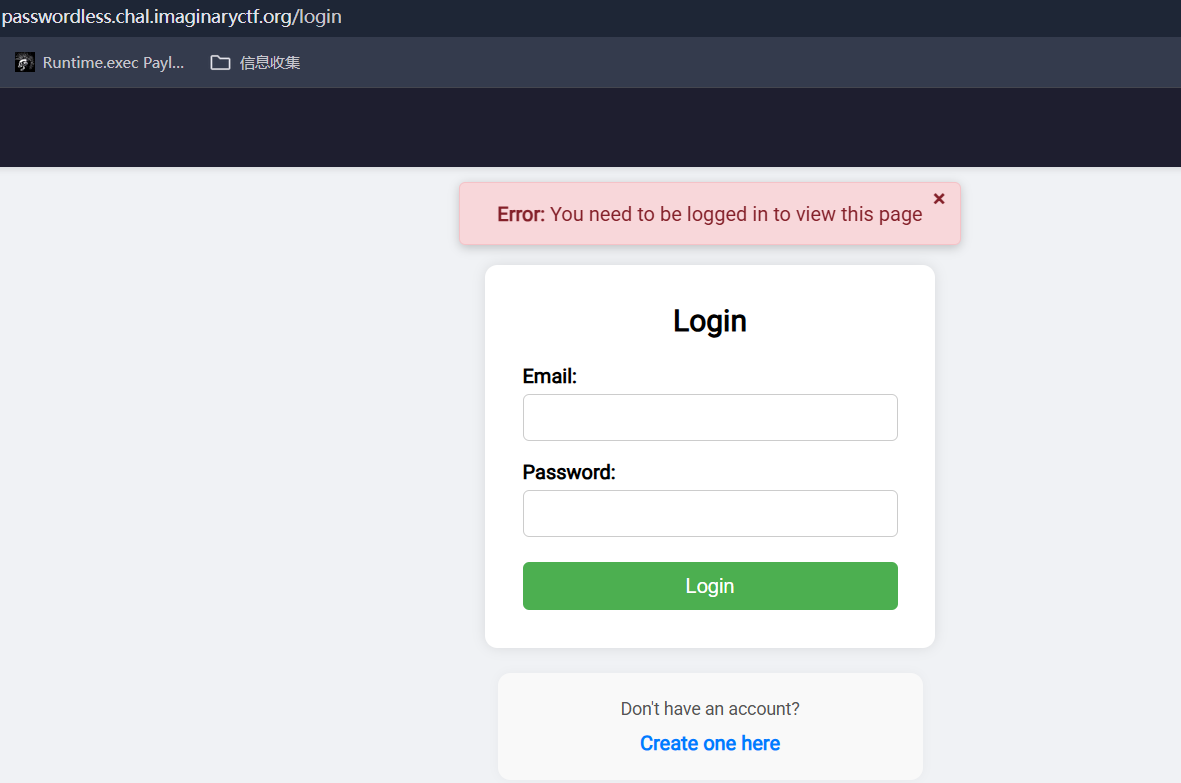 passwordless.chal.imaginaryctf.org/login
Runtime.exec Payl... 信息收集
Error: You need to be logged in to view this page ×
Login
Email:
Password:
Login
Don't have an account?
Create one here